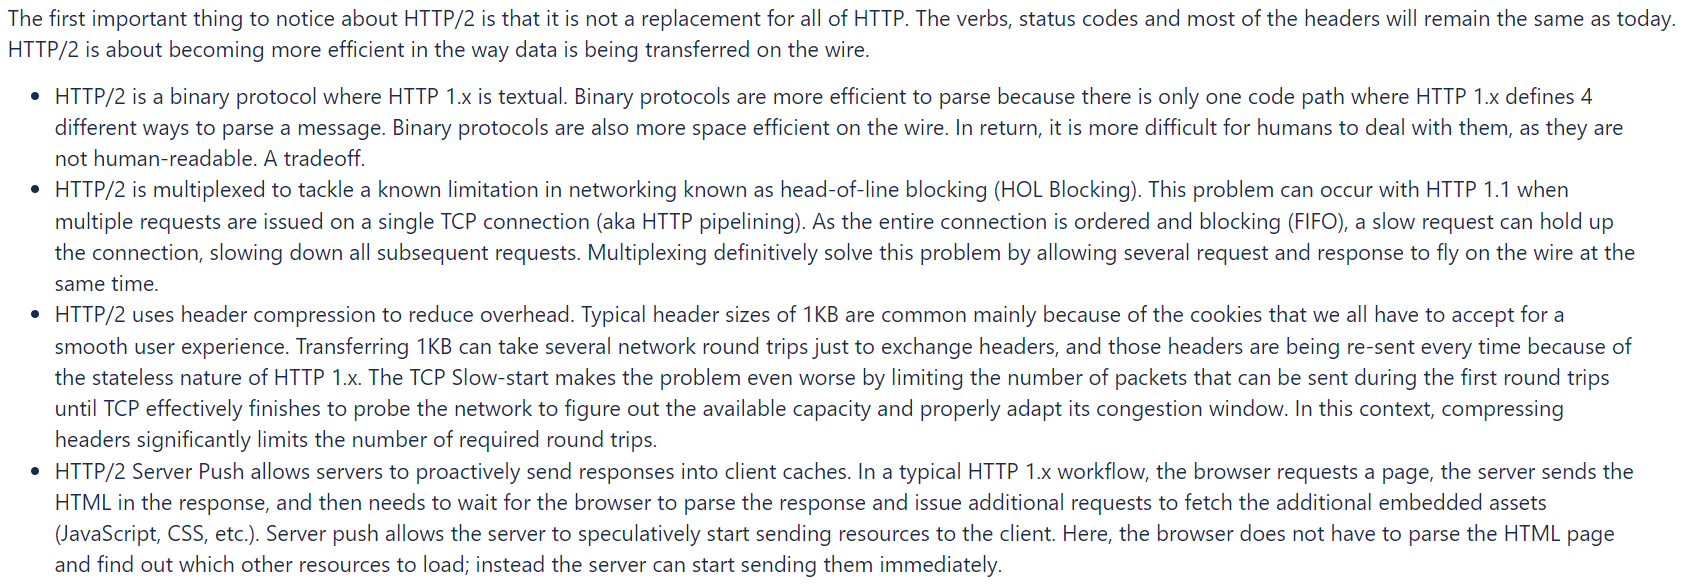 The first important thing to notice about HTTP/2 is that it is not a replacement for all of HTTP. The verbs, status codes and most of the headers will remain the same as today.
HTTP/2 is about becoming more efficient in the way data is being transferred on the wire.
• HTTP/2 is a binary protocol where HTTP 1.x is textual. Binary protocols are more efficient to parse because there is only one code path where HTTP 1.x defines 4
different ways to parse a message. Binary protocols are also more space efficient on the wire. In return, it is more difficult for humans to deal with them, as they are
not human-readable. A tradeoff.
• HTTP/2 is multiplexed to tackle a known limitation in networking known as head-of-line blocking (HOL Blocking). This problem can occur with HTTP 1.1 when
multiple requests are issued on a single TCP connection (aka HTTP pipelining). As the entire connection is ordered and blocking (FIFO), a slow request can hold up
the connection, slowing down all subsequent requests. Multiplexing definitively solve this problem by allowing several request and response to fly on the wire at the
same time.
• HTTP/2 uses header compression to reduce overhead. Typical header sizes of 1KB are common mainly because of the cookies that we all have to accept for a
smooth user experience. Transferring 1KB can take several network round trips just to exchange headers, and those headers are being re-sent every time because of
the stateless nature of HTTP 1.x. The TCP Slow-start makes the problem even worse by limiting the number of packets that can be sent during the first round trips
until TCP effectively finishes to probe the network to figure out the available capacity and properly adapt its congestion window. In this context, compressing
headers significantly limits the number of required round trips.
• HTTP/2 Server Push allows servers to proactively send responses into client caches. In a typical HTTP 1.x workflow, the browser requests a page, the server sends the
HTML in the response, and then needs to wait for the browser to parse the response and issue additional requests to fetch the additional embedded assets
(JavaScript, CSS, etc.). Server push allows the server to speculatively start sending resources to the client. Here, the browser does not have to parse the HTML page
and find out which other resources to load; instead the server can start sending them immediately.